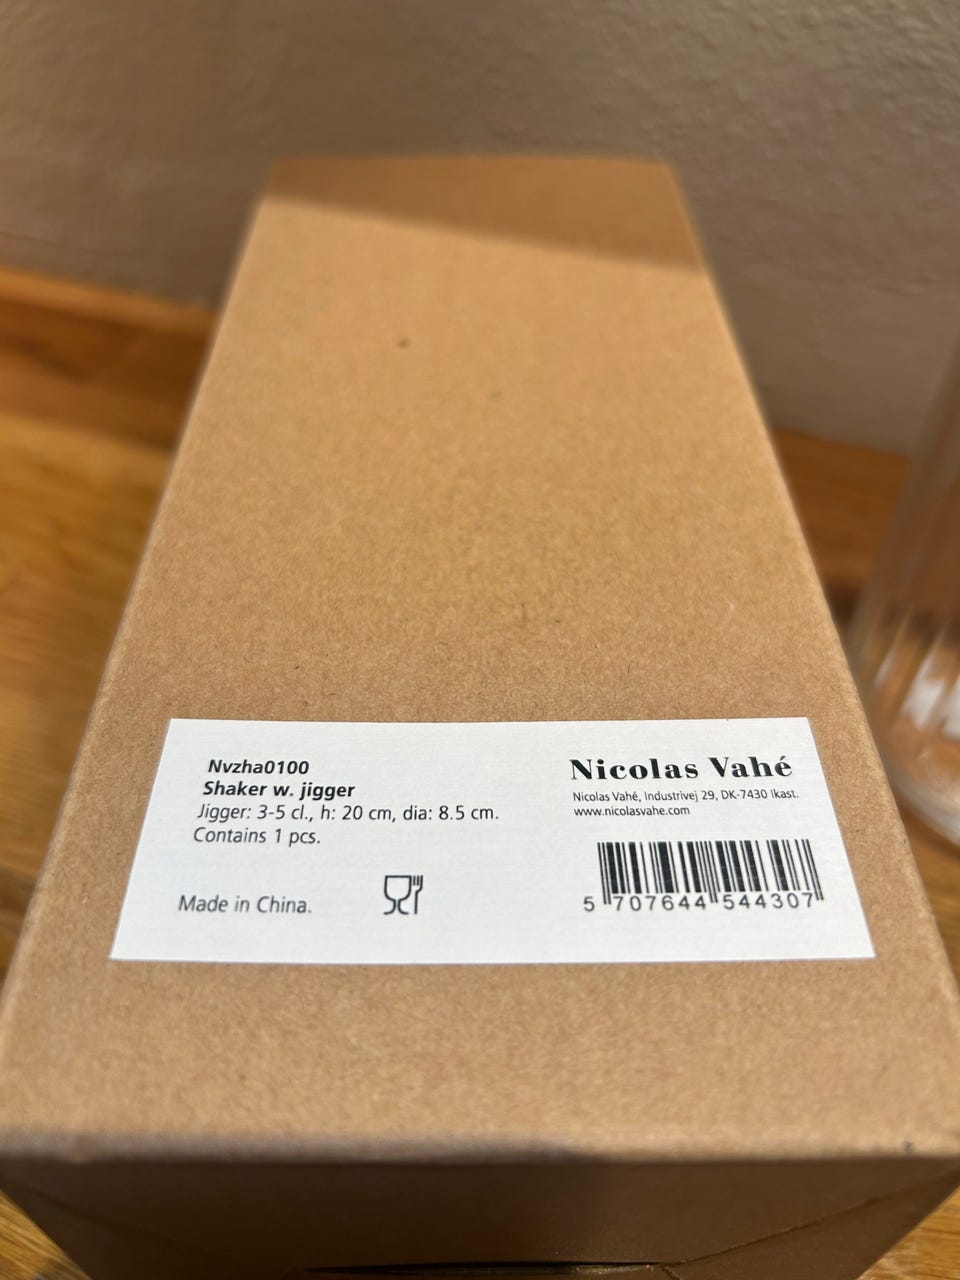 Nvzha0100
Shaker w. jigger
Jigger: 3-5 cl., h: 20 cm, dia: 8.5 cm.
Contains 1 pcs.
Made in China.
Nicolas Vahé
Nicolas Vahé, Industrivej 29, DK-7430 Ikast.
www.nicolasvahe.com
5 707644 544307